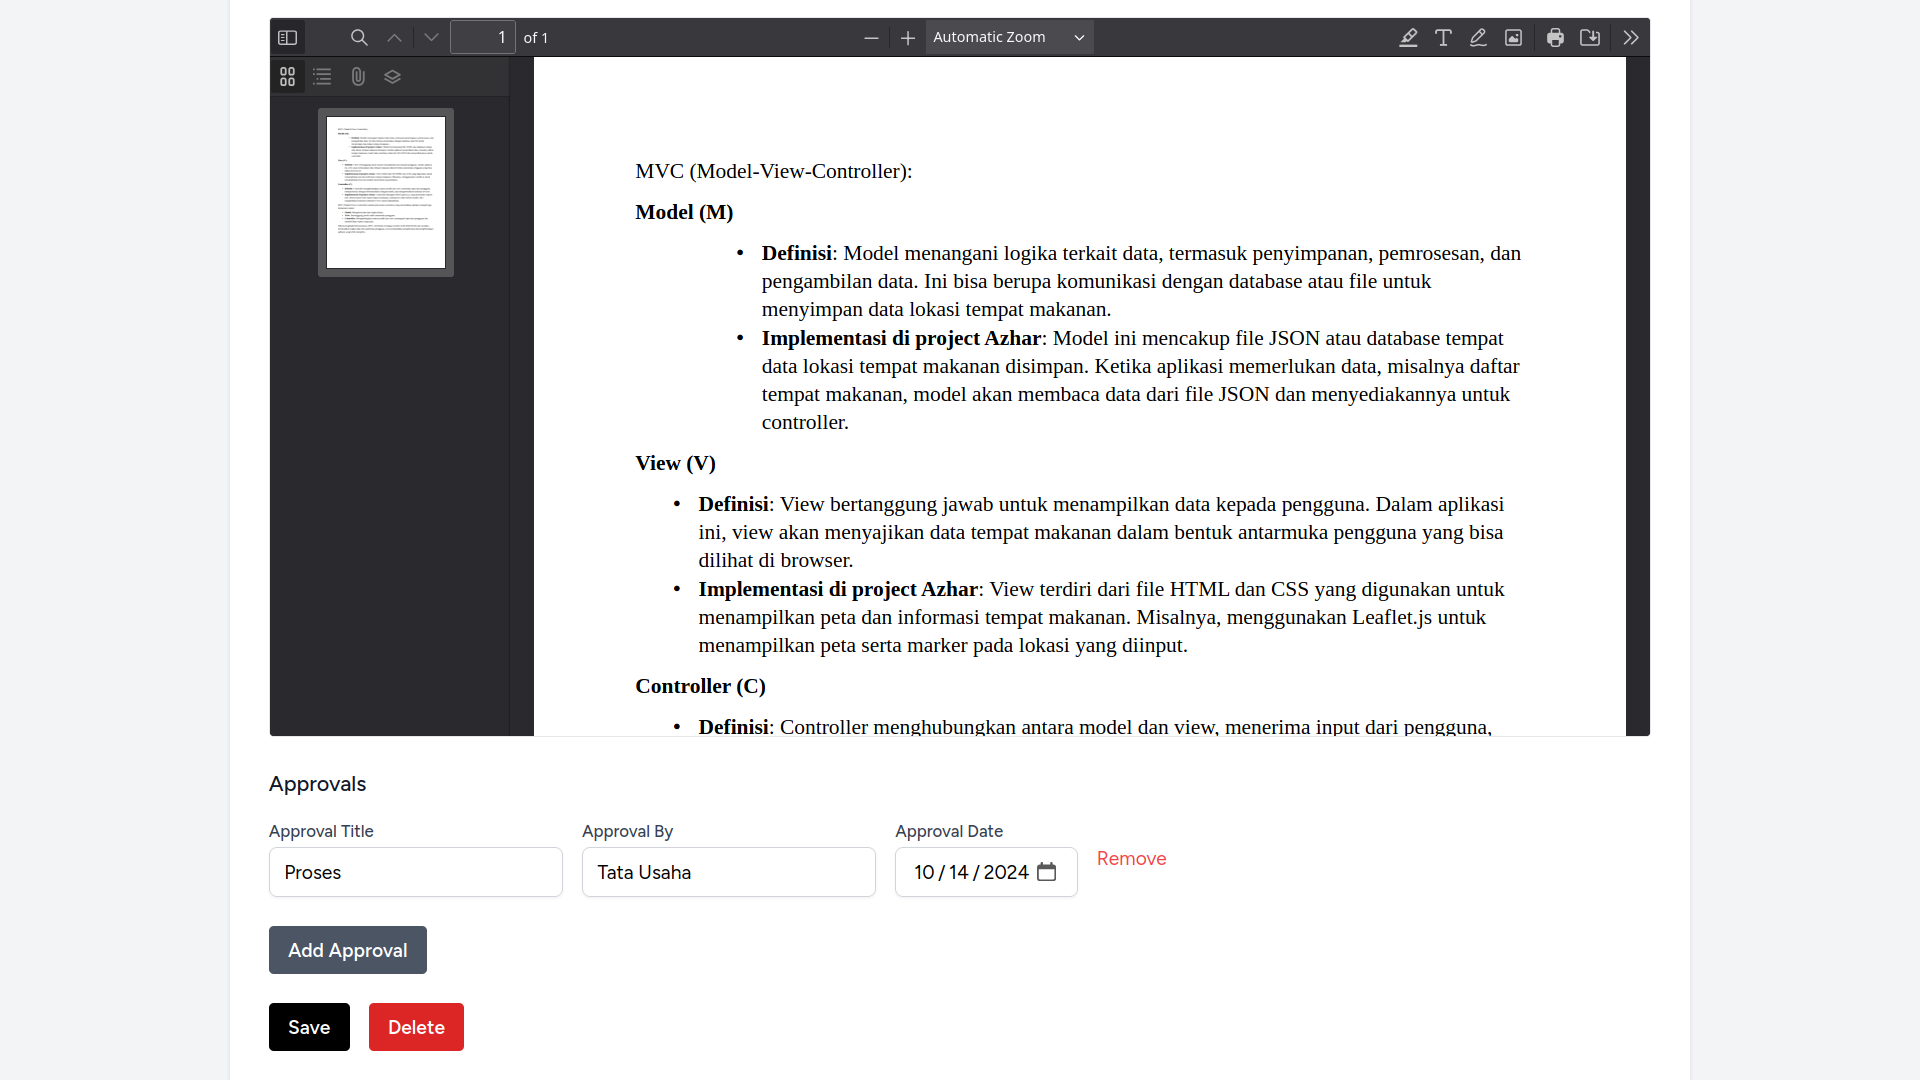 1 of 1
Automatic Zoom
MVC (Model-View-Controller):
Model (M)
• Definisi: Model menangani logika terkait data, termasuk penyimpanan, pemrosesan, dan
pengambilan data. Ini bisa berupa komunikasi dengan database atau file untuk
menyimpan data lokasi tempat makanan.
• Implementasi di project Azhar: Model ini mencakup file JSON atau database tempat
data lokasi tempat makanan disimpan. Ketika aplikasi memerlukan data, misalnya daftar
tempat makanan, model akan membaca data dari file JSON dan menyediakannya untuk
controller.
View (V)
• Definisi: View bertanggung jawab untuk menampilkan data kepada pengguna. Dalam aplikasi
ini, view akan menyajikan data tempat makanan dalam bentuk antarmuka pengguna yang bisa
dilihat di browser.
• Implementasi di project Azhar: View terdiri dari file HTML dan CSS yang digunakan untuk
menampilkan peta dan informasi tempat makanan. Misalnya, menggunakan Leaflet.js untuk
menampilkan peta serta marker pada lokasi yang diinput.
Controller (C)
• Definisi: Controller menghubungkan antara model dan view, menerima input dari pengguna,
Approvals
Approval Title
Approval By
Approval Date
Proses
Tata Usaha
10 / 14 / 2024
Remove
Add Approval
Save
Delete